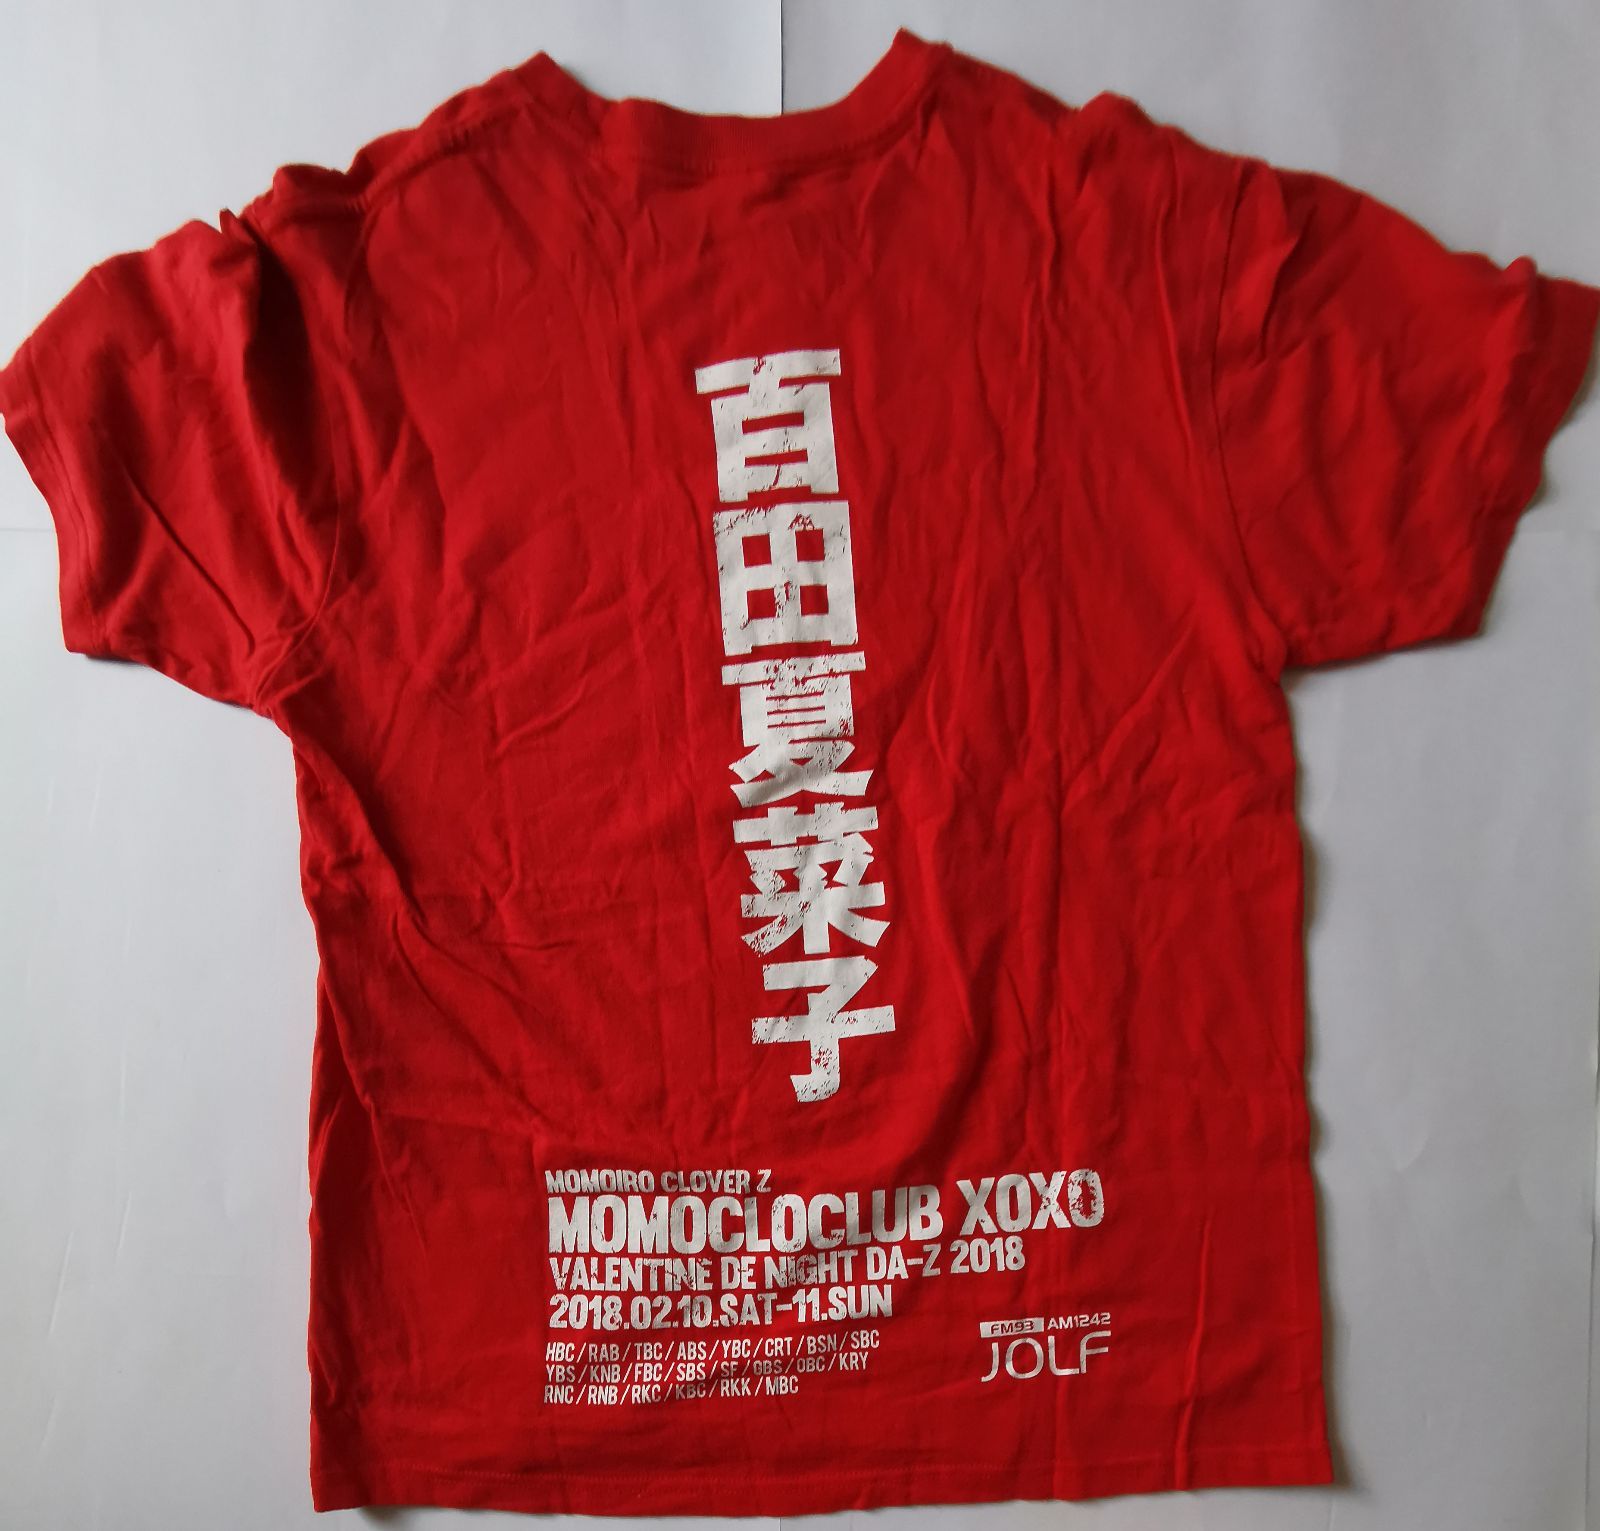 百田夏菜子
MOMOIRO CLOVER Z
MOMOCLOCLUB XOXO
VALENTINE DE NIGHT DA-Z 2018
2018.02.10.SAT-11.SUN
HBC/RAB/TBC/ABS/YBC/CRT/BSN/SBC
YBS/KNB/FBC/SBS/SF/GBS/OBC/KRY
RNC/RNB/RKC/KBC/RKK/MBC
FM93 AM1242
JOLF